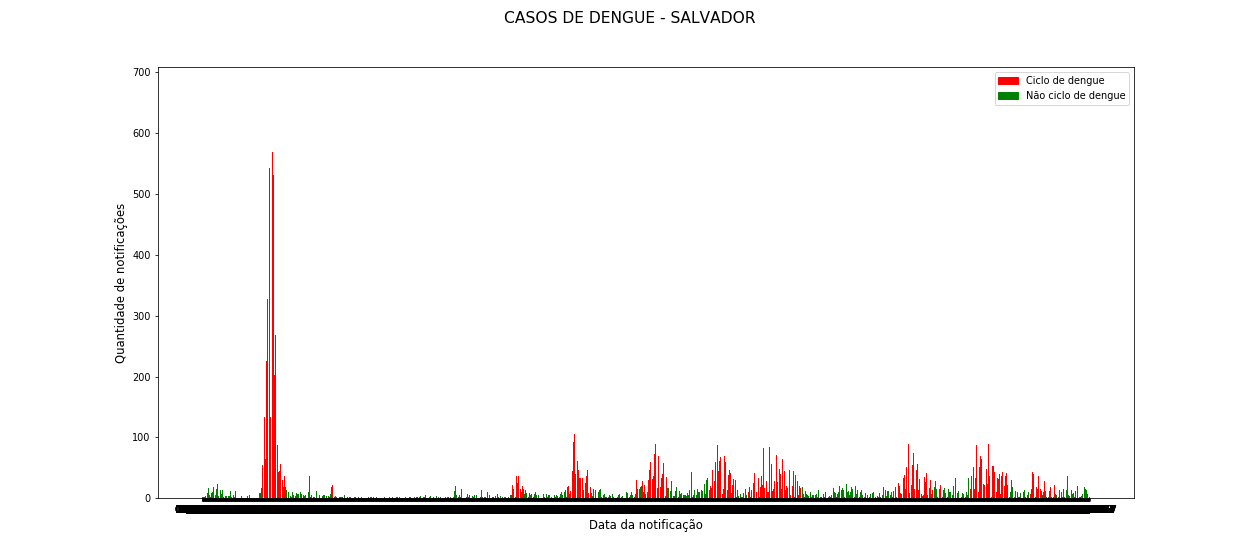 CASOS DE DENGUE - SALVADOR
700
600
500
400
300
200
100
0
Quantidade de notificações
Ciclo de dengue
Não ciclo de dengue
Data da notificação